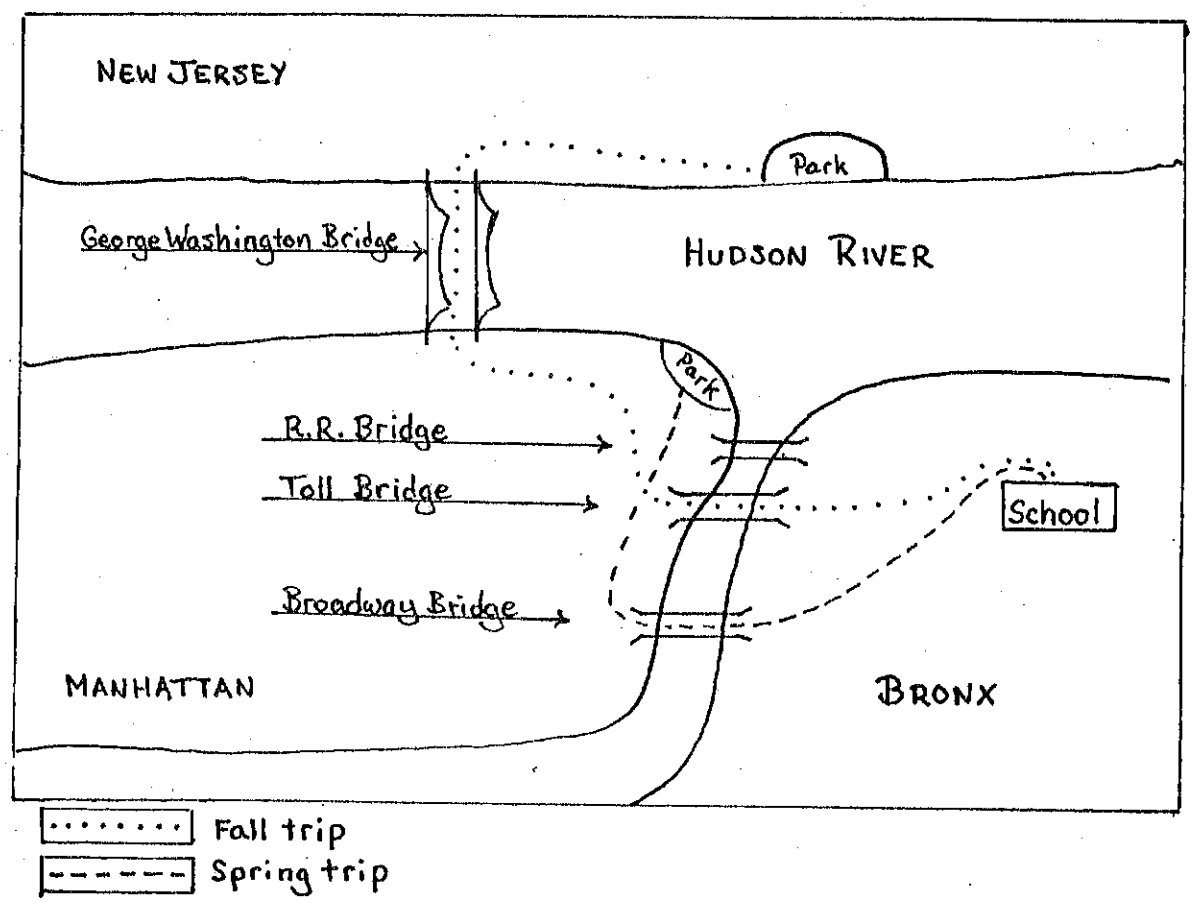 NEW JERSEY
Park
George Washington Bridge
HUDSON RIVER
Park
R.R. Bridge
Toll Bridge
School
Broadway Bridge
MANHATTAN
BRONX
Fall trip
Spring trip